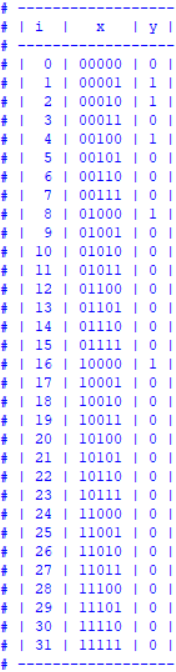 # -------------------
# | i | x | y |
# -------------------
# | 0 | 00000 | 0 |
# | 1 | 00001 | 1 |
# | 2 | 00010 | 1 |
# | 3 | 00011 | 0 |
# | 4 | 00100 | 1 |
# | 5 | 00101 | 0 |
# | 6 | 00110 | 0 |
# | 7 | 00111 | 0 |
# | 8 | 01000 | 1 |
# | 9 | 01001 | 0 |
# | 10 | 01010 | 0 |
# | 11 | 01011 | 0 |
# | 12 | 01100 | 0 |
# | 13 | 01101 | 0 |
# | 14 | 01110 | 0 |
# | 15 | 01111 | 0 |
# | 16 | 10000 | 1 |
# | 17 | 10001 | 0 |
# | 18 | 10010 | 0 |
# | 19 | 10011 | 0 |
# | 20 | 10100 | 0 |
# | 21 | 10101 | 0 |
# | 22 | 10110 | 0 |
# | 23 | 10111 | 0 |
# | 24 | 11000 | 0 |
# | 25 | 11001 | 0 |
# | 26 | 11010 | 0 |
# | 27 | 11011 | 0 |
# | 28 | 11100 | 0 |
# | 29 | 11101 | 0 |
# | 30 | 11110 | 0 |
# | 31 | 11111 | 0 |
# -------------------